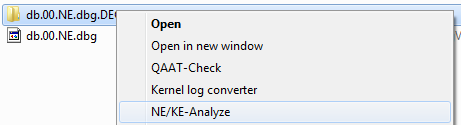 db.00.NE.dbg.DEC
Open
Open in new window
db.00.NE.dbg
QAAT-Check
Kernel log converter
NE/KE-Analyze